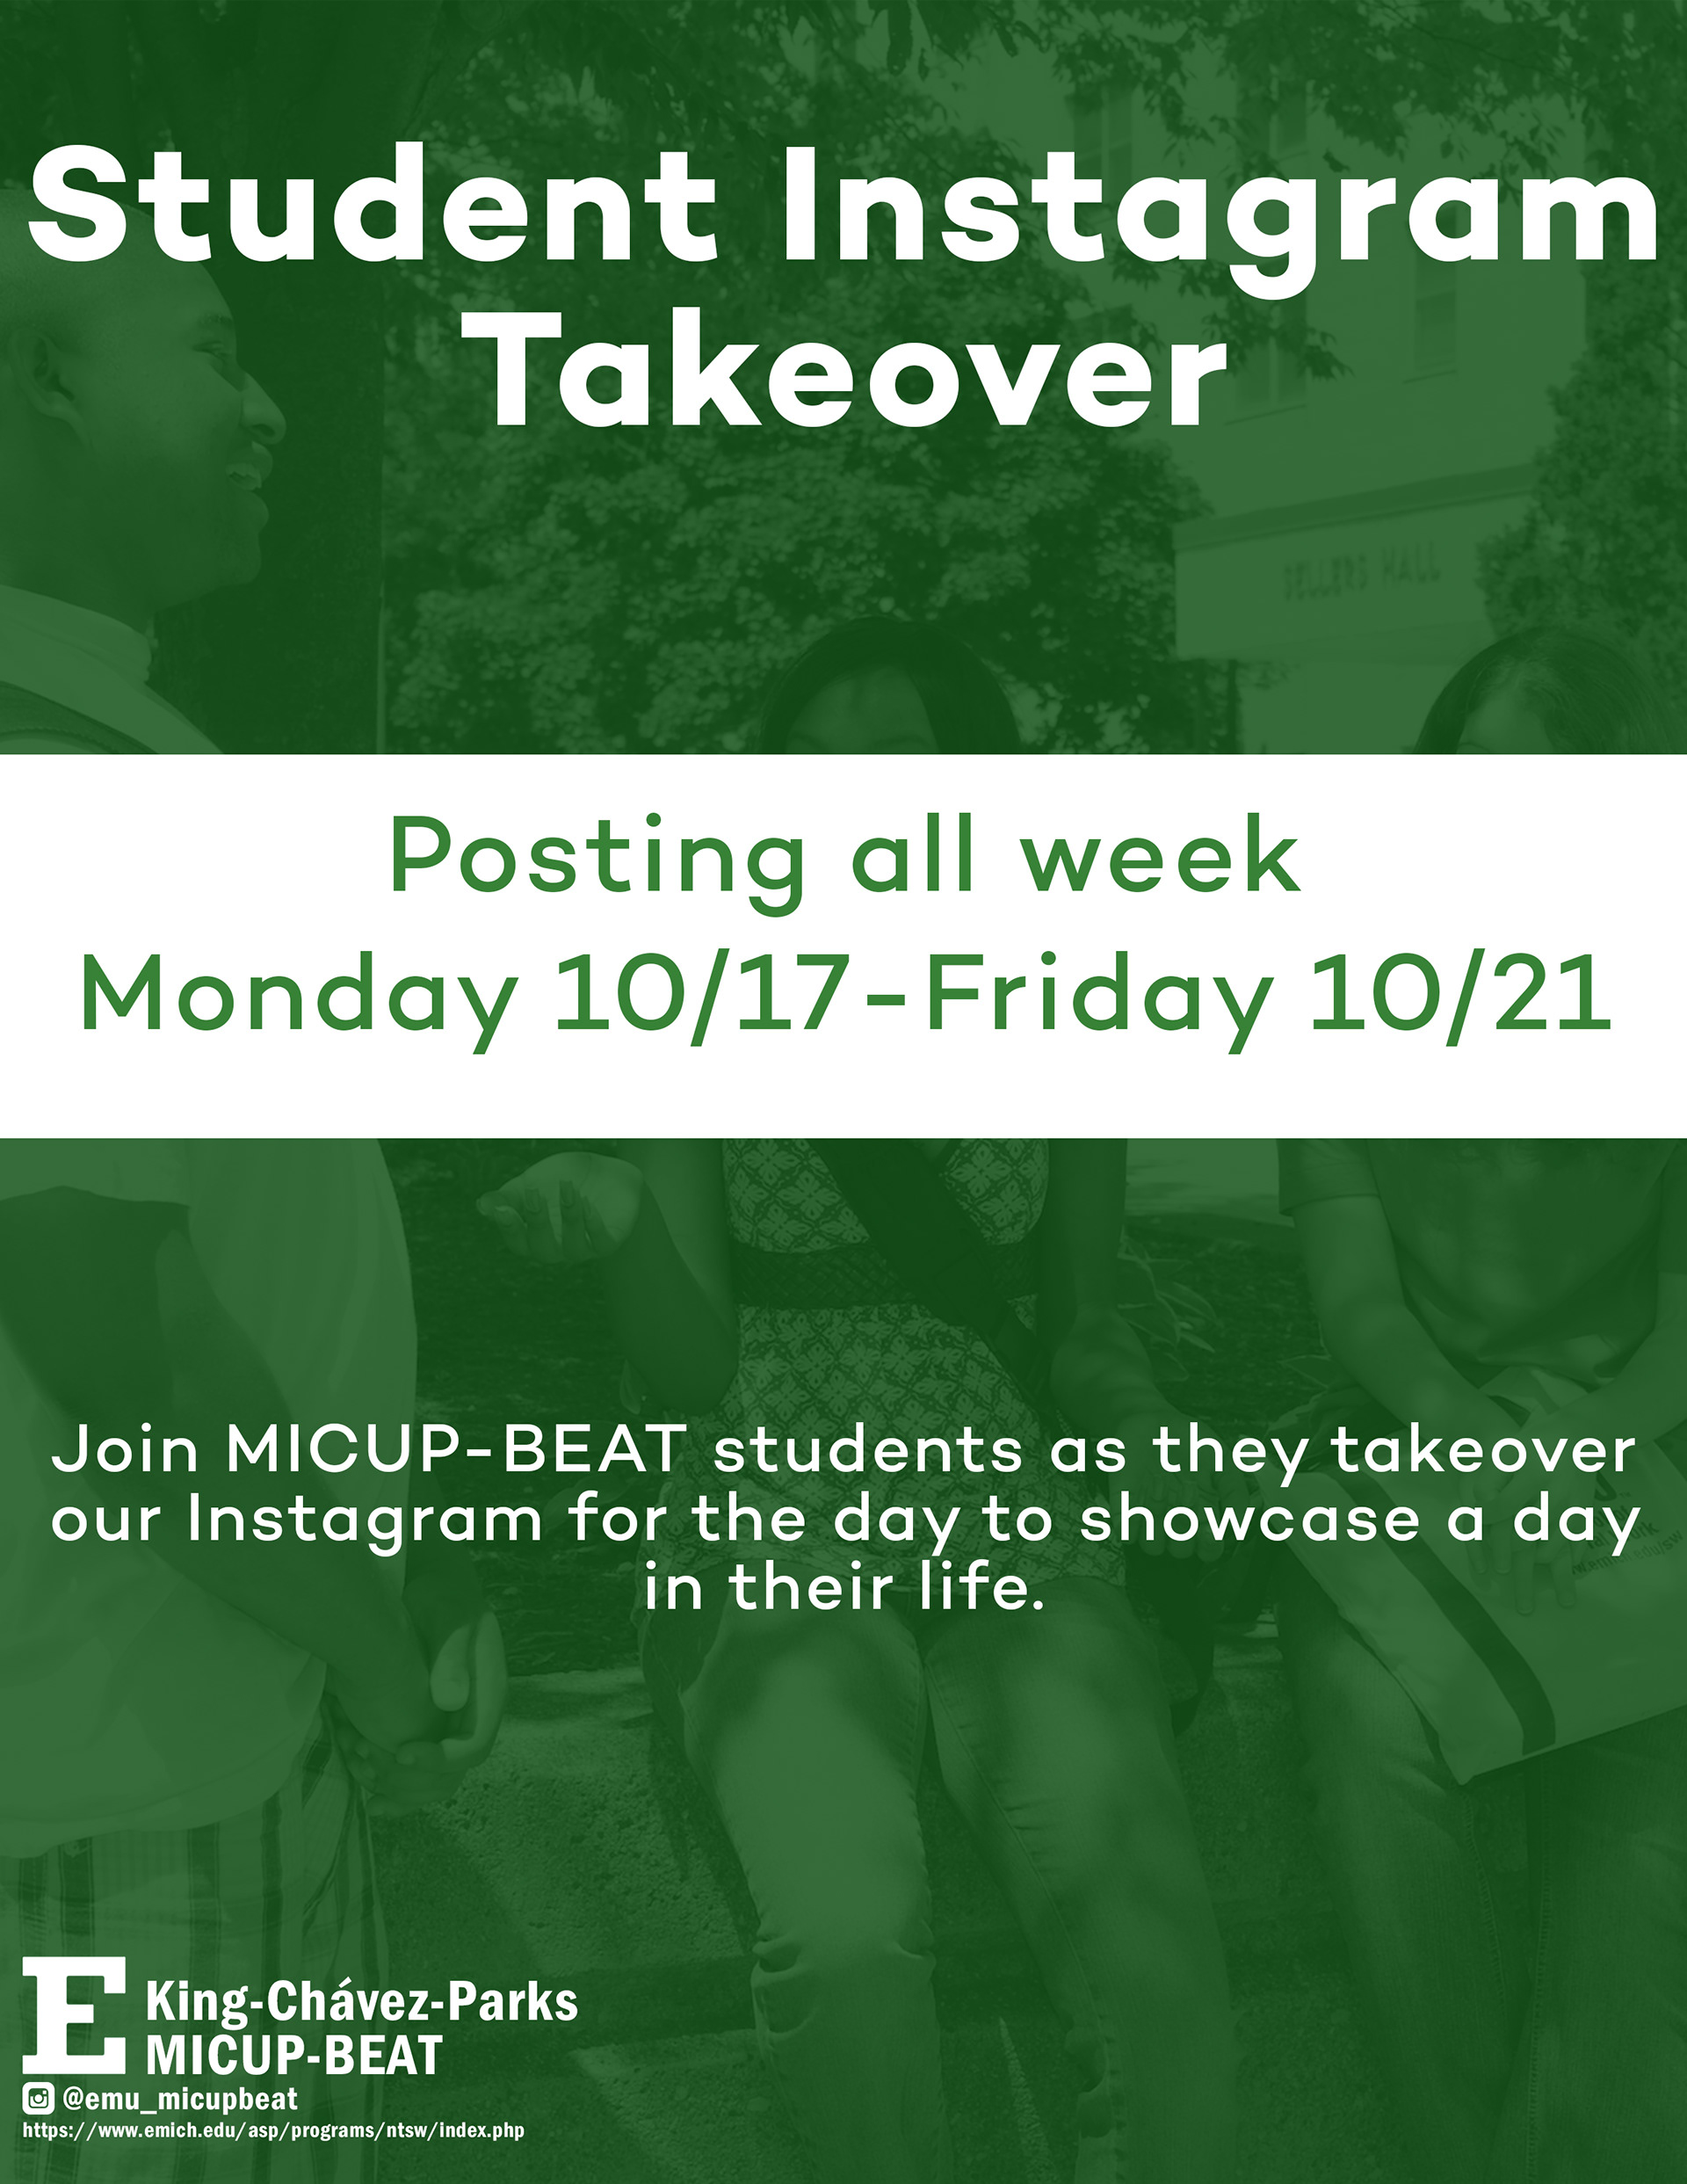 Student Instagram
Takeover
SELLERS HALL
Posting all week
Monday 10/17-Friday 10/21
Join MICUP-BEAT students as they takeover
our Instagram for the day to showcase a day
in their life.
E King-Chávez-Parks
MICUP-BEAT
@emu_micupbeat
https://www.emich.edu/asp/programs/ntsw/index.php